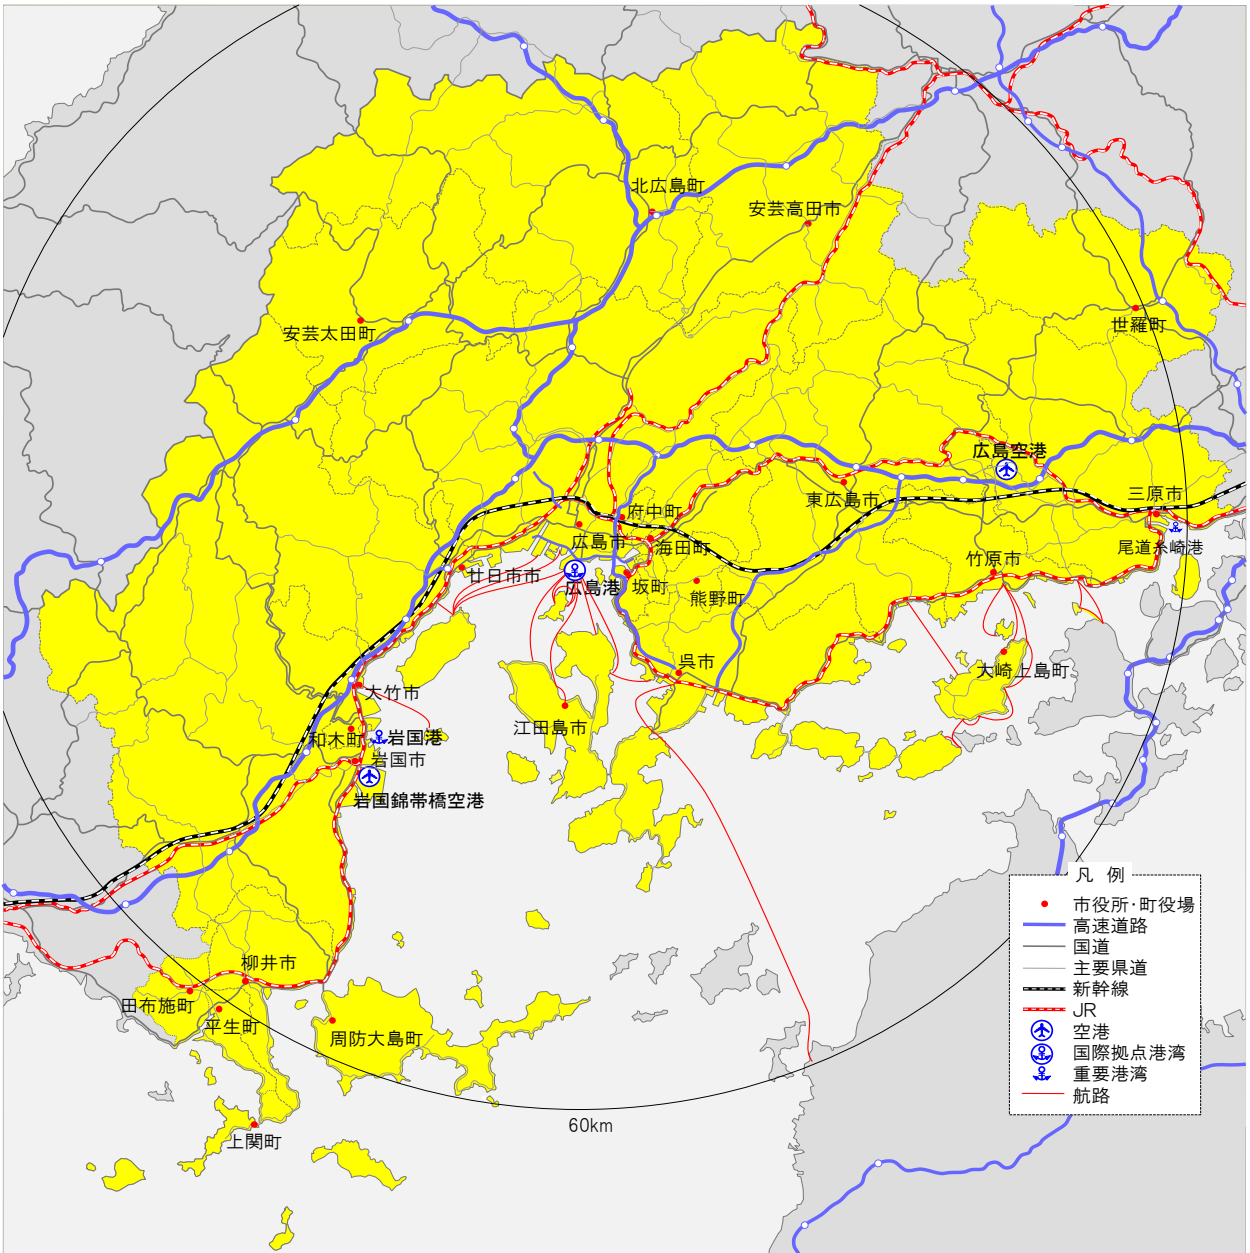 北広島町
安芸高田市
安芸太田町
世羅町
広島空港
東広島市
三原市
府中町
広島市
海田町
尾道糸崎港
廿日市市
広島港
坂町
熊野町
竹原市
呉市
大崎上島町
大竹市
江田島市
和木町
岩国港
岩国市
岩国錦帯橋空港
凡 例
市役所・町役場
高速道路
国道
主要県道
新幹線
JR
空港
国際拠点港湾
重要港湾
航路
柳井市
田布施町
平生町
周防大島町
60km
上関町